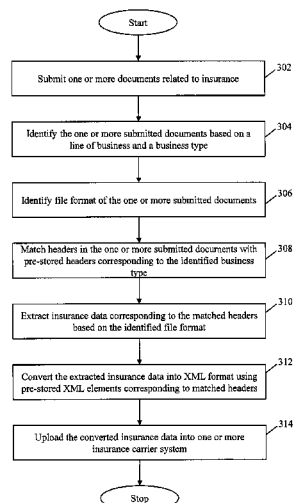 Start
302
Submit one or more documents related to insurance
304
Identify the one or more submitted documents based on a
line of business and a business type
306
Identify file format of the one or more submitted documents
308
Match headers in the one or more submitted documents with
pre-stored headers corresponding to the identified business
type
310
Extract insurance data corresponding to the matched headers
based on the identified file format
312
Convert the extracted insurance data into XML format using
pre-stored XML elements corresponding to matched headers
314
Upload the converted insurance data into one or more
insurance carrier system
Stop